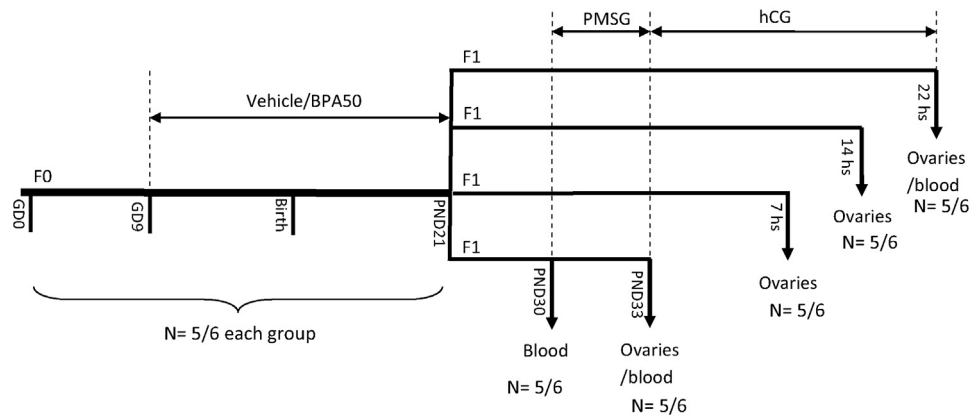 PMSG
hCG
F1
Vehicle/BPA50
F1
22 hs
14 hs
F0
F1
Ovaries
/blood
N= 5/6
GD0
GD9
Birth
PND21
7 hs
Ovaries
N= 5/6
F1
PND30
PND33
Ovaries
N= 5/6
N= 5/6 each group
Blood
N= 5/6
Ovaries
/blood
N= 5/6